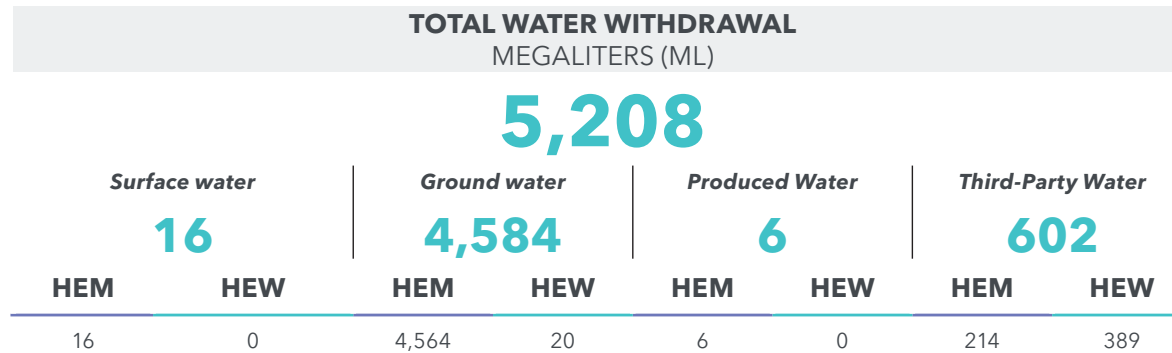 TOTAL WATER WITHDRAWAL
MEGALITERS (ML)
5,208
Surface water Ground water Produced Water Third-Party Water
16 4,584 6 602
HEM HEW HEM HEW HEM HEW HEM HEW
16 0 4,564 20 6 0 214 389